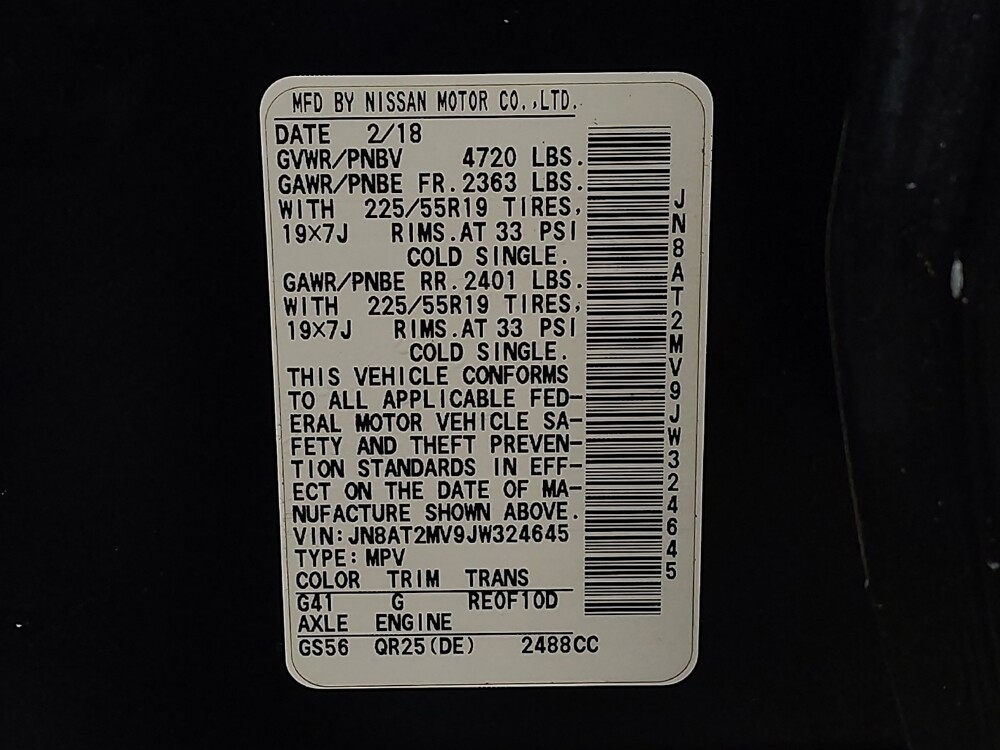 MFD BY NISSAN MOTOR CO.,LTD.
DATE 2/18
GVWR/PNBV 4720 LBS.
GAWR/PNBE FR. 2363 LBS.
WITH 225/55R19 TIRES,
19×7J RIMS.AT 33 PSI
COLD SINGLE.
GAWR/PNBE RR. 2401 LBS.
WITH 225/55R19 TIRES,
19×7J RIMS.AT 33 PSI
COLD SINGLE.
THIS VEHICLE CONFORMS
TO ALL APPLICABLE FED-
ERAL MOTOR VEHICLE SA-
FETY AND THEFT PREVEN-
TION STANDARDS IN EFF-
ECT ON THE DATE OF MA-
NUFACTURE SHOWN ABOVE.
VIN:JN8AT2MV9JW324645
TYPE:MPV
COLOR TRIM TRANS
G41 G RE0F10D
AXLE ENGINE
GS56 QR25(DE) 2488CC
JN8AT2MV9JW324645